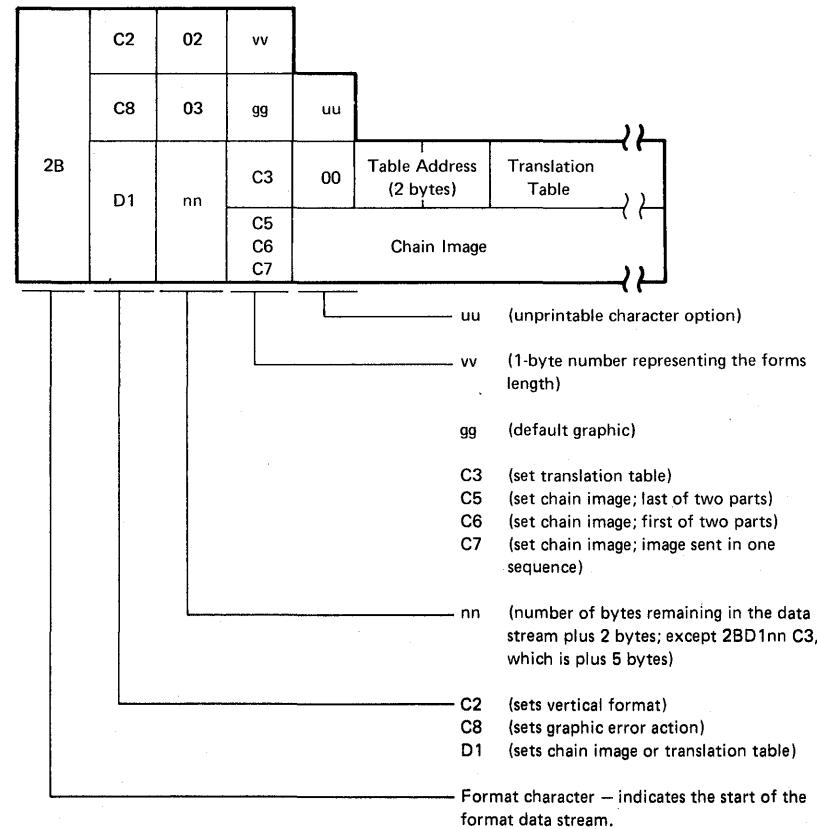 C2 02 vv
C8 03 gg uu
2B
D1 nn
C3 00 Table Address Translation
(2 bytes) Table
C5
C6 Chain Image
C7
uu (unprintable character option)
vv (1-byte number representing the forms
length)
gg (default graphic)
C3 (set translation table)
C5 (set chain image; last of two parts)
C6 (set chain image; first of two parts)
C7 (set chain image; image sent in one
sequence)
nn (number of bytes remaining in the data
stream plus 2 bytes; except 2BD1nn C3,
which is plus 5 bytes)
C2 (sets vertical format)
C8 (sets graphic error action)
D1 (sets chain image or translation table)
Format character — indicates the start of the
format data stream.